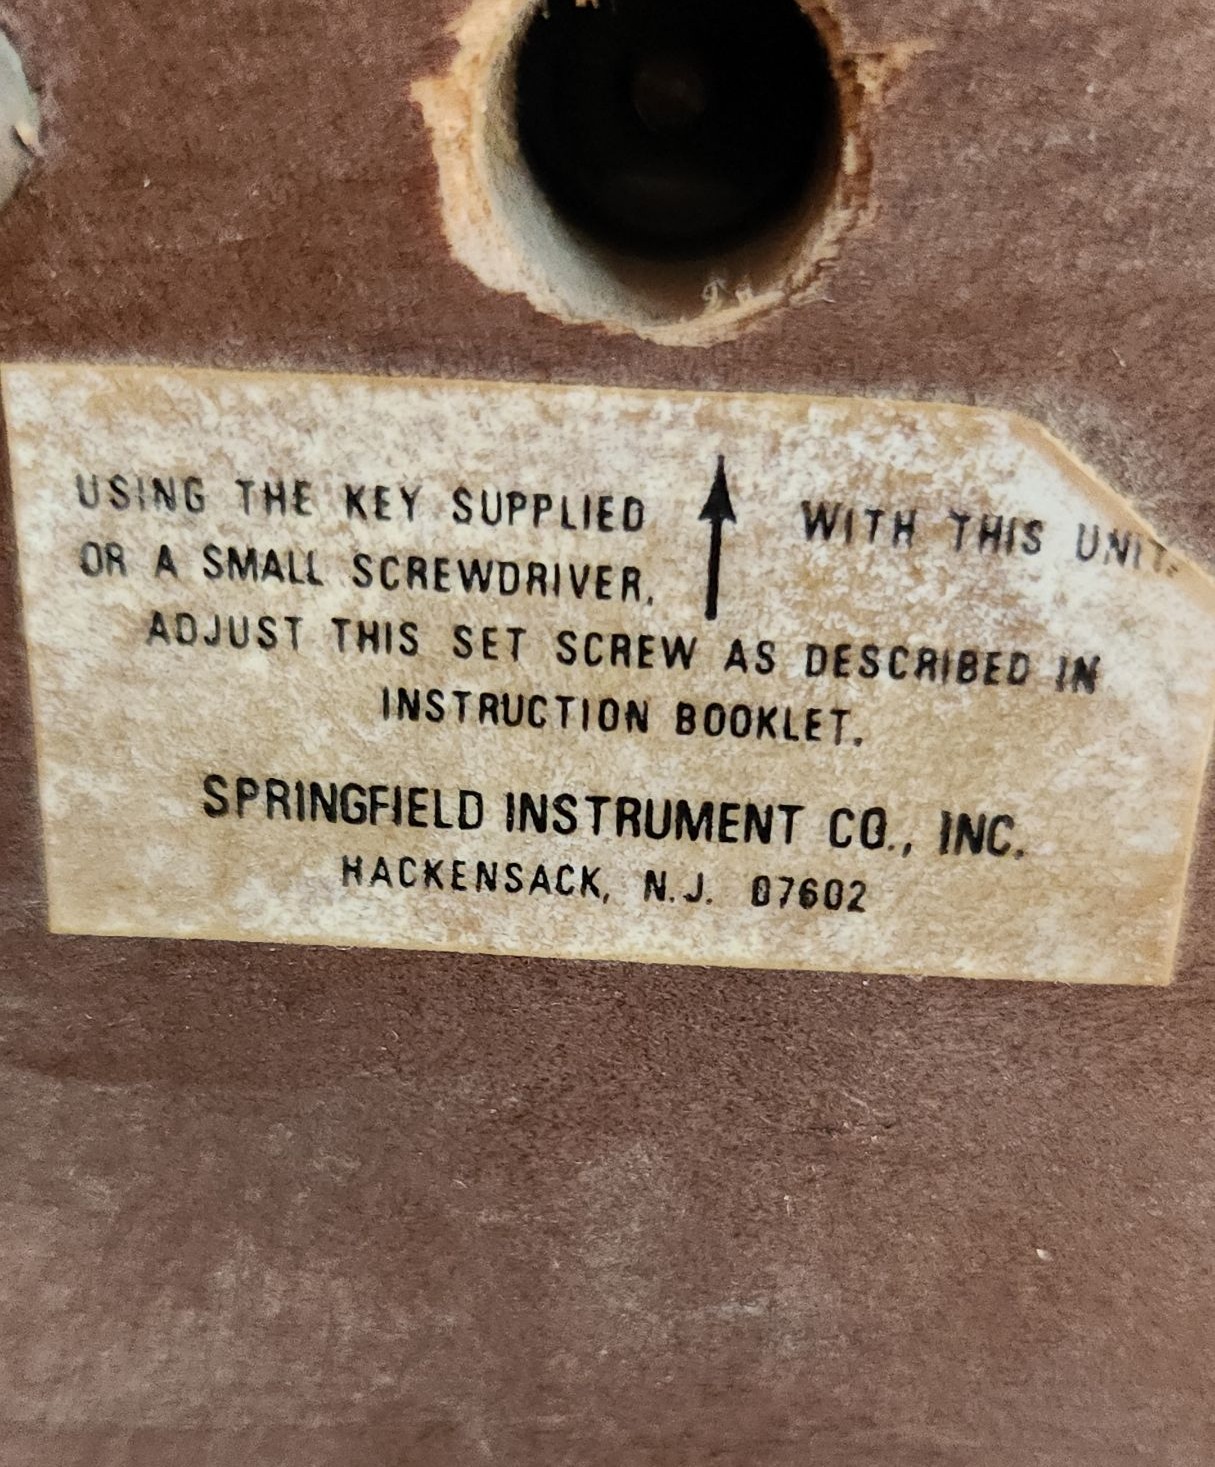 USING THE KEY SUPPLIED ↑ WITH THIS UNIT.
OR A SMALL SCREWDRIVER,
ADJUST THIS SET SCREW AS DESCRIBED IN
INSTRUCTION BOOKLET.
SPRINGFIELD INSTRUMENT CO., INC.
HACKENSACK, N.J. 07602